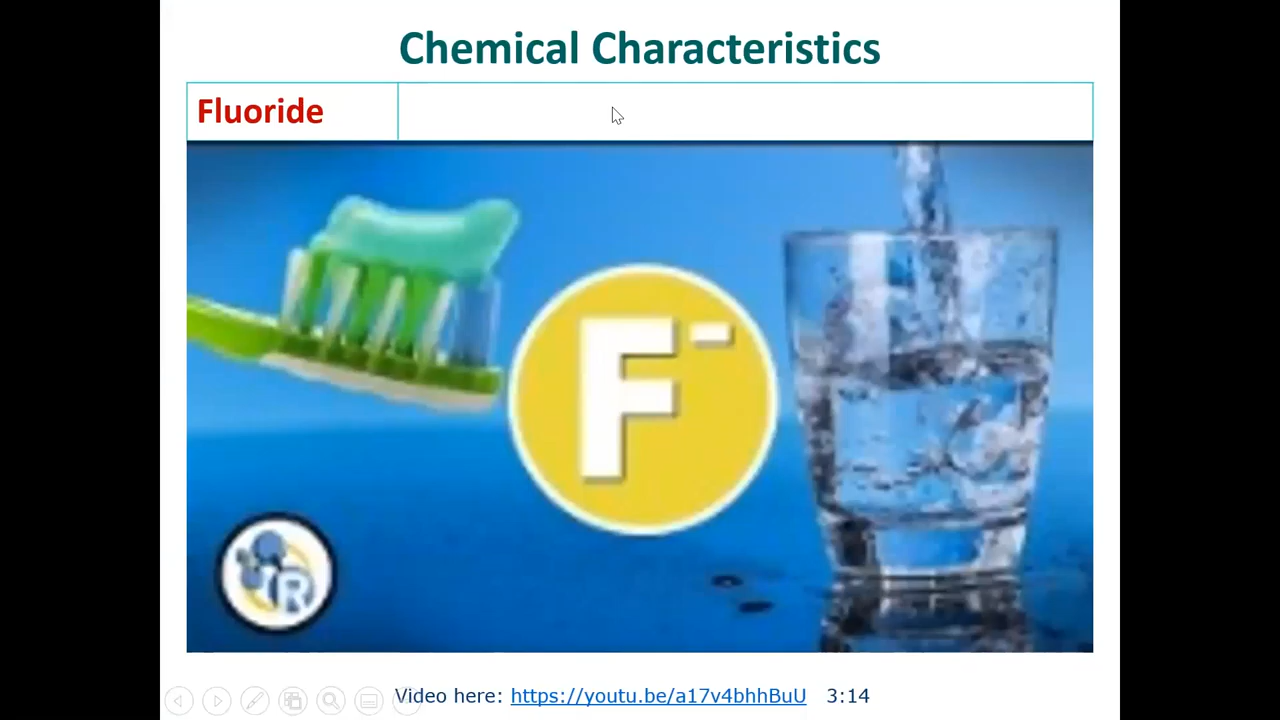 Chemical Characteristics
Fluoride
F-
R
Video here: https://youtu.be/a17v4bhhBuU 3:14